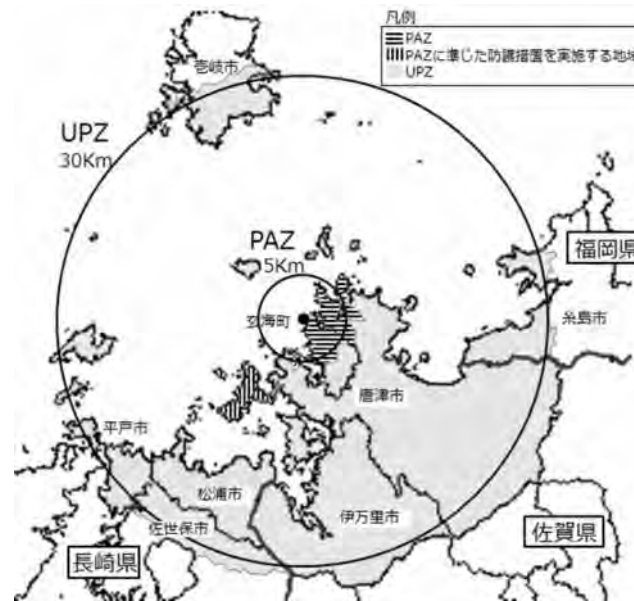 凡例
PAZ
PAZに準じた防護措置を実施する地域
UPZ
壱岐市
UPZ
30Km
PAZ
5Km
玄海町
福岡県
糸島市
唐津市
平戸市
松浦市
伊万里市
佐世保市
佐賀県
長崎県